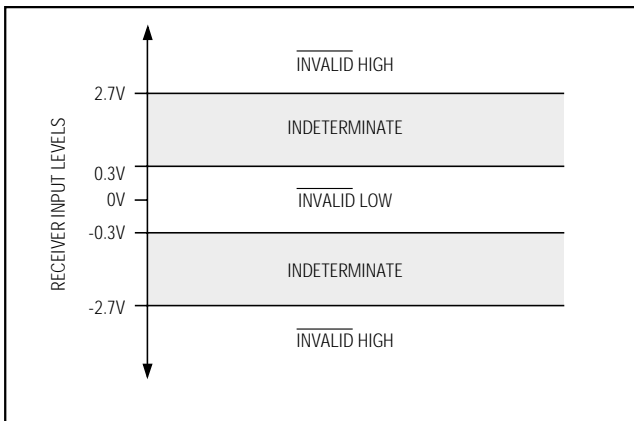 INVALID HIGH
2.7V
INDETERMINATE
0.3V
0V
INVALID LOW
-0.3V
INDETERMINATE
-2.7V
INVALID HIGH
RECEIVER INPUT LEVELS